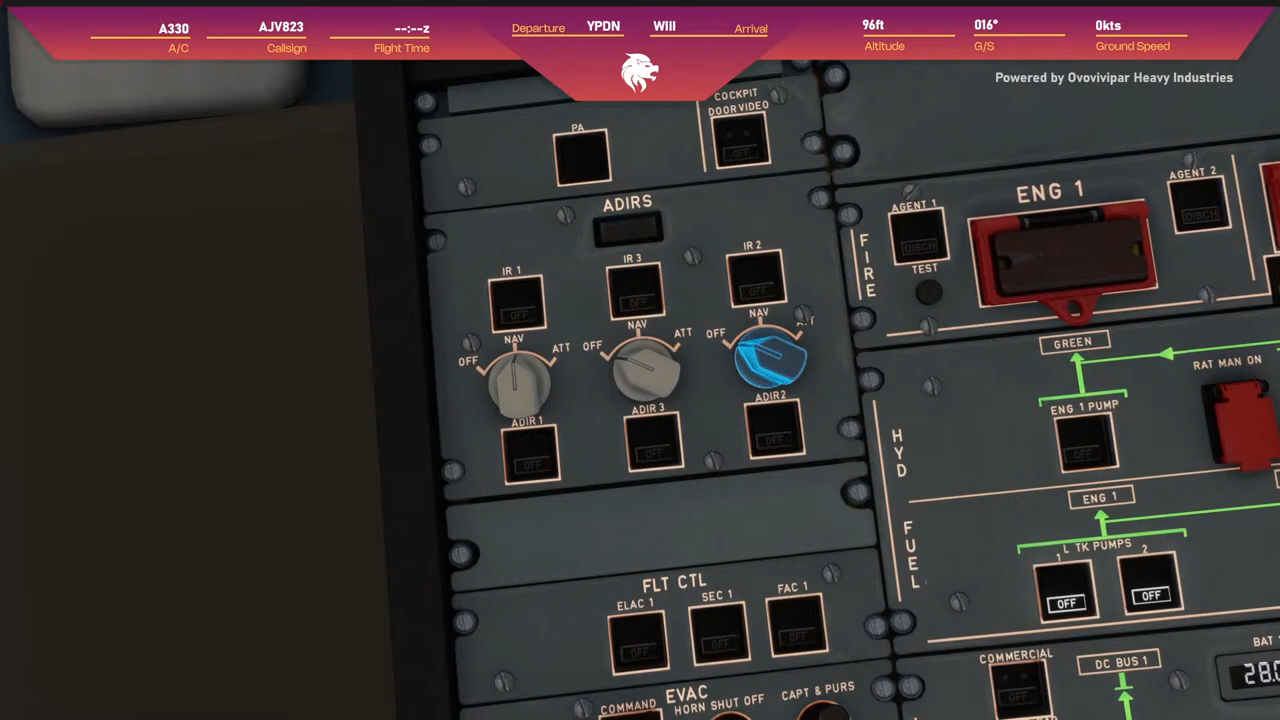 A330
A/C
AJV823
Callsign
--:--z
Flight Time
Departure
YPDN
WIII
Arrival
96ft
Altitude
016°
G/S
0kts
Ground Speed
Powered by Ovovivipar Heavy Industries
PA
COCKPIT
DOOR VIDEO
OFF
ADIRS
IR 1
OFF
IR 3
OFF
IR 2
OFF
OFF NAV ATT
OFF NAV ATT
OFF NAV
ADIR 1
OFF
ADIR 3
OFF
ADIR2
OFF
FLT CTL
ELAC 1
OFF
SEC 1
OFF
FAC 1
OFF
EVAC
COMMAND
HORN SHUT OFF
CAPT & PURS
FIRE
AGENT 1
DISCH
TEST
ENG 1
AGENT 2
DISCH
HYD
GREEN
RAT MAN ON
ENG 1 PUMP
OFF
FUEL
ENG 1
L TK PUMPS
1
OFF
2
OFF
COMMERCIAL
OFF
DC BUS 1
BAT
28.0